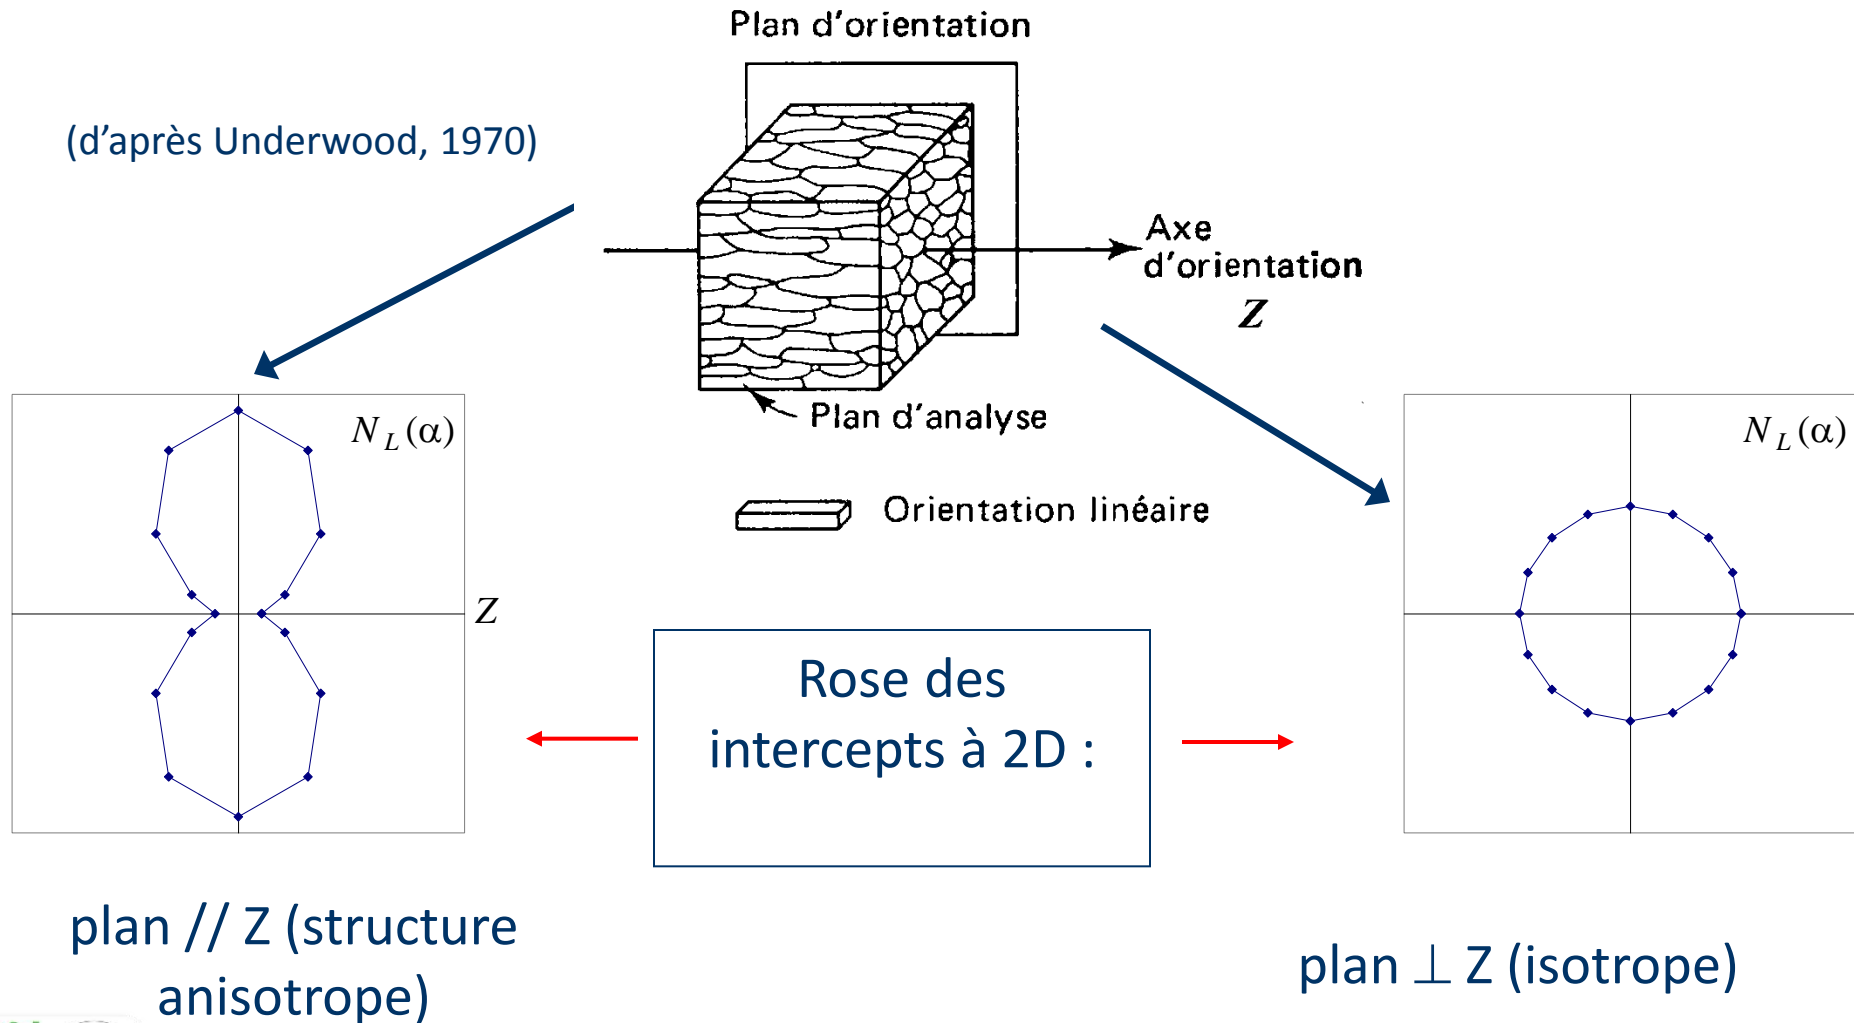 Plan d'orientation
(d'après Underwood, 1970)
Axe
d'orientation
Z
Plan d'analyse
N_L(α)
N_L(α)
Orientation linéaire
Z
Rose des
intercepts à 2D :
plan // Z (structure
anisotrope)
plan ⊥ Z (isotrope)